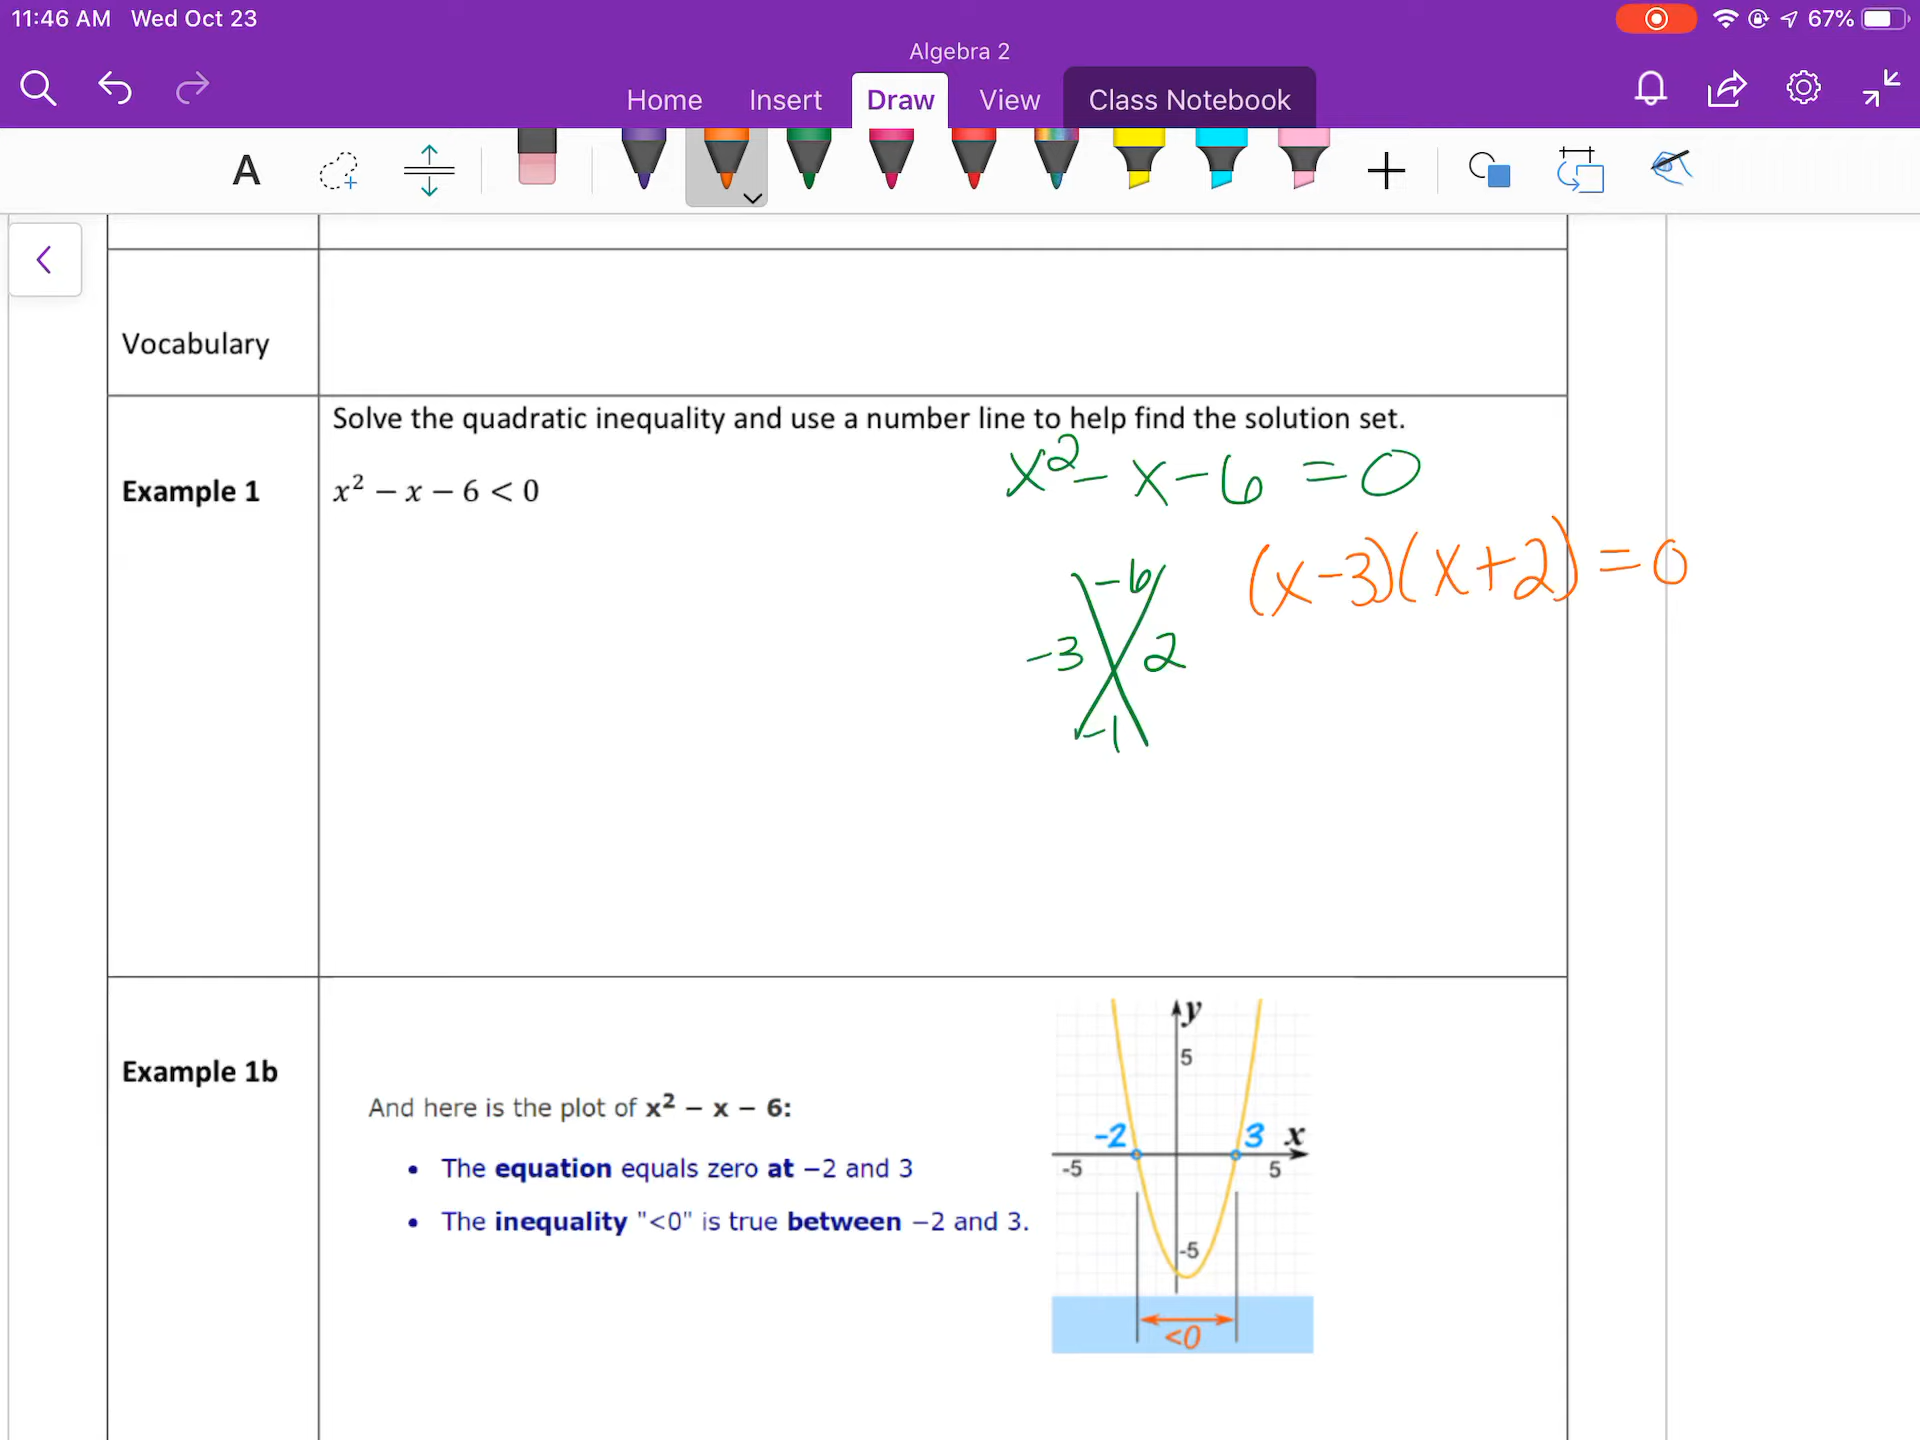 11:46 AM Wed Oct 23
67%
Algebra 2
Home Insert Draw View Class Notebook
A
Vocabulary
Solve the quadratic inequality and use a number line to help find the solution set.
Example 1
x² − x − 6 < 0
x² - x - 6 = 0
(x-3)(x+2) = 0
-6
-3 2
-1
Example 1b
And here is the plot of x² − x − 6:
• The equation equals zero at −2 and 3
• The inequality "<0" is true between −2 and 3.
y
5
-2 3 x
-5 5
-5
<0